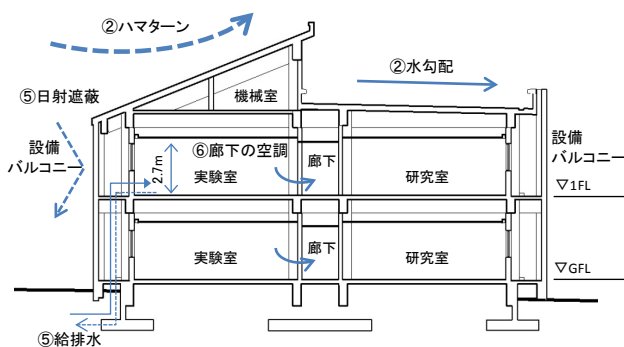 ②ハマターン
⑤日射遮蔽
機械室
②水勾配
設備
バルコニー
2.7m
⑥廊下の空調
実験室
廊下
研究室
設備
バルコニー
▽1FL
実験室
廊下
研究室
▽GFL
⑤給排水